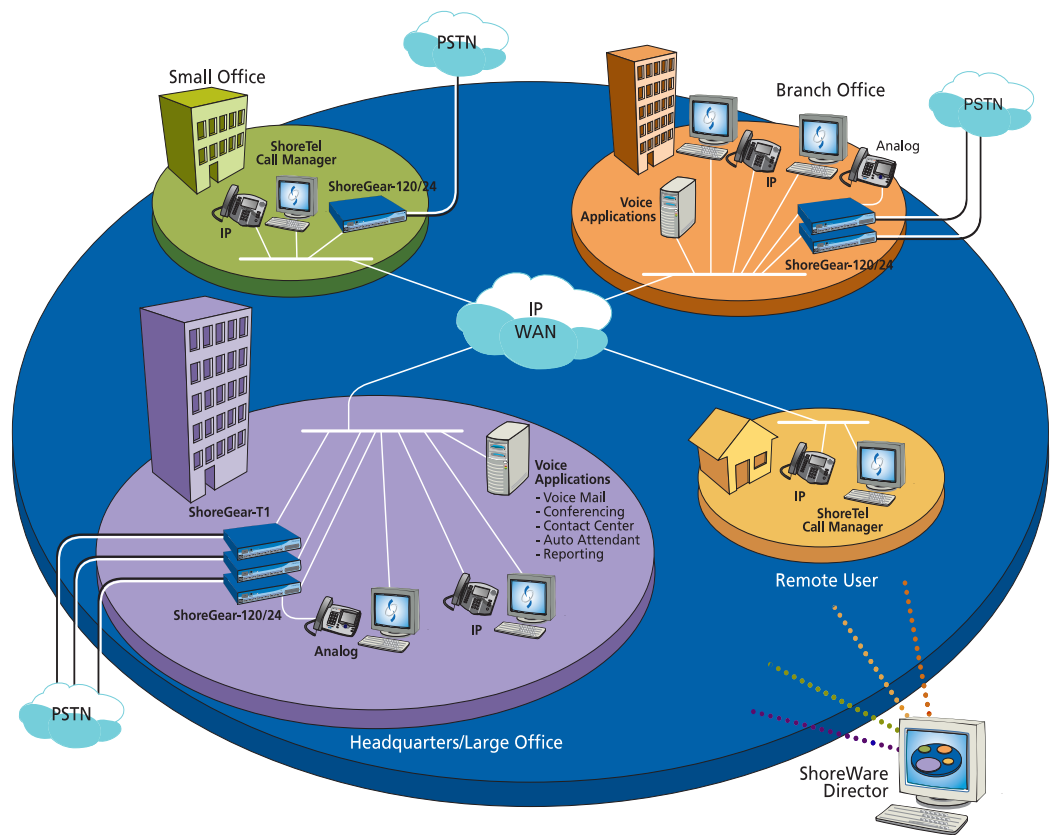 PSTN
Small Office
ShoreTel
Call Manager
ShoreGear-120/24
IP
Branch Office
PSTN
Analog
IP
Voice
Applications
ShoreGear-120/24
IP
WAN
Voice
Applications
- Voice Mail
- Conferencing
- Contact Center
- Auto Attendant
- Reporting
ShoreGear-T1
ShoreGear-120/24
Analog
IP
PSTN
Headquarters/Large Office
IP
ShoreTel
Call Manager
Remote User
ShoreWare
Director